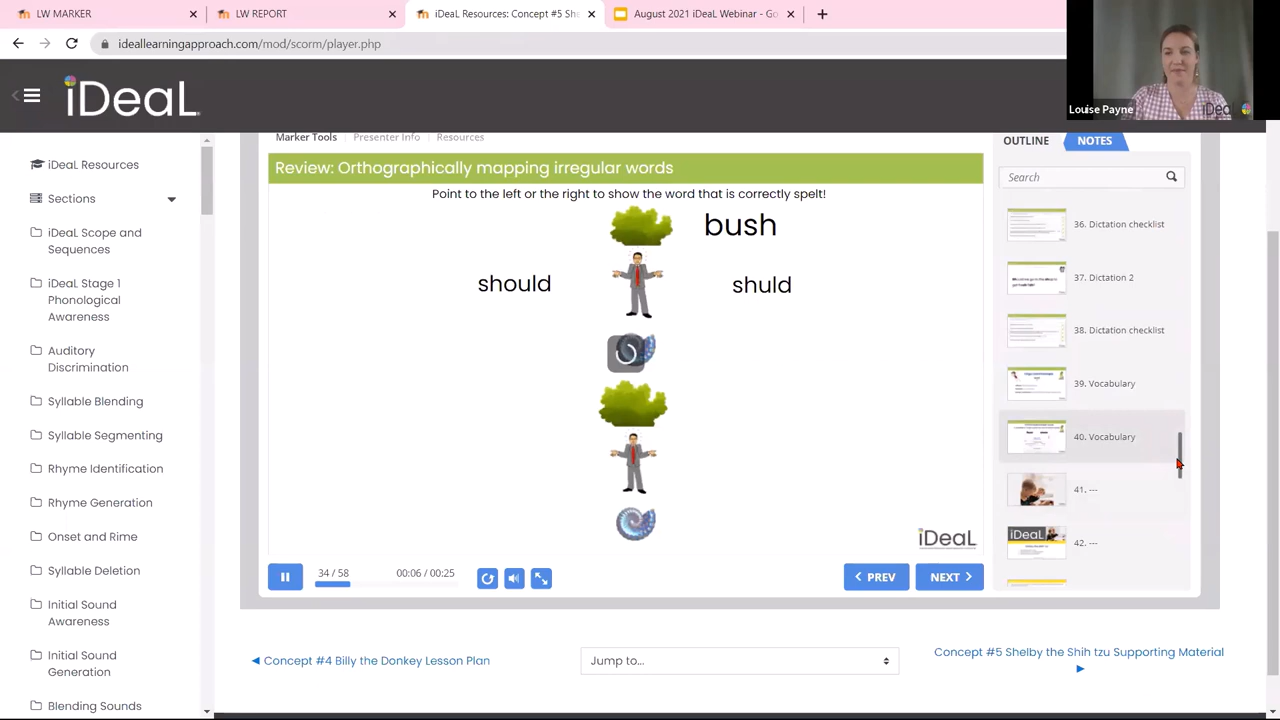 LW MARKER
LW REPORT
iDeaL Resources: Concept #5 She
August 2021 iDeaL Webinar - Go
ideallearningapproach.com/mod/scorm/player.php
Louise Payne
iDeaL
iDeaL
Marker Tools
Presenter Info
Resources
OUTLINE
NOTES
iDeaL Resources
Sections
iDeaL Scope and
Sequences
iDeaL Stage 1
Phonological
Awareness
Auditory
Discrimination
Syllable Blending
Syllable Segmenting
Rhyme Identification
Rhyme Generation
Onset and Rime
Syllable Deletion
Initial Sound
Awareness
Initial Sound
Generation
Blending Sounds
Review: Orthographically mapping irregular words
Point to the left or the right to show the word that is correctly spelt!
bush
should
shuld
iDeaL
34 / 58
00:06 / 00:25
PREV
NEXT
Search
36. Dictation checklist
37. Dictation 2
38. Dictation checklist
39. Vocabulary
40. Vocabulary
41. ---
iDeaL
42. ---
Concept #4 Billy the Donkey Lesson Plan
Jump to...
Concept #5 Shelby the Shih tzu Supporting Material